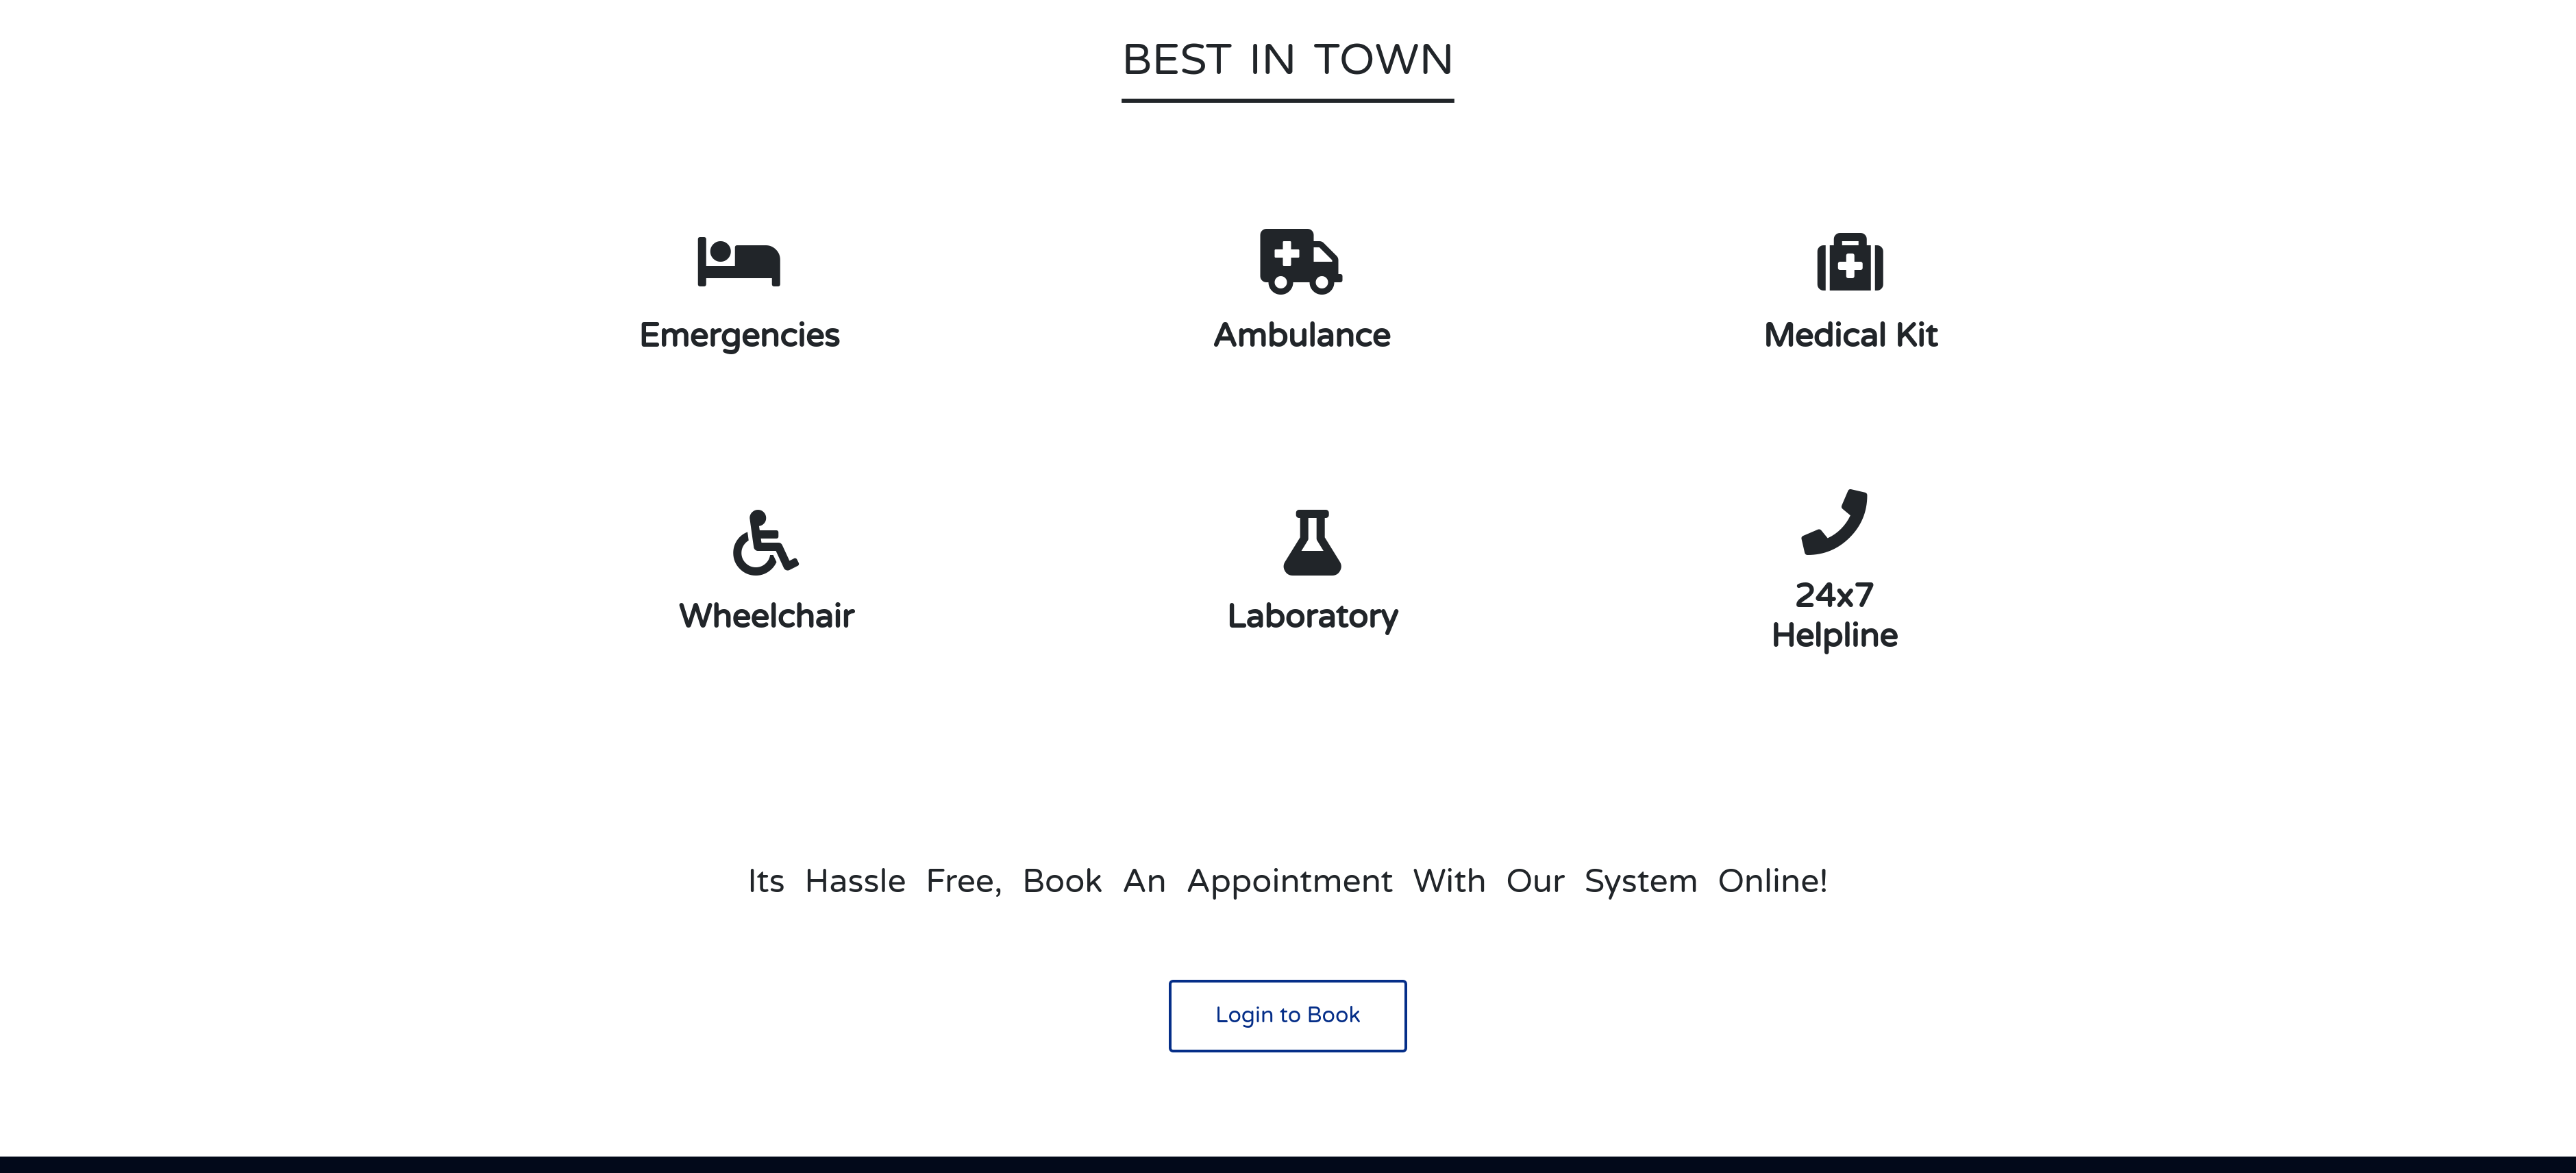 BEST IN TOWN
Emergencies
Ambulance
Medical Kit
Wheelchair
Laboratory
24x7
Helpline
Its Hassle Free, Book An Appointment With Our System Online!
Login to Book